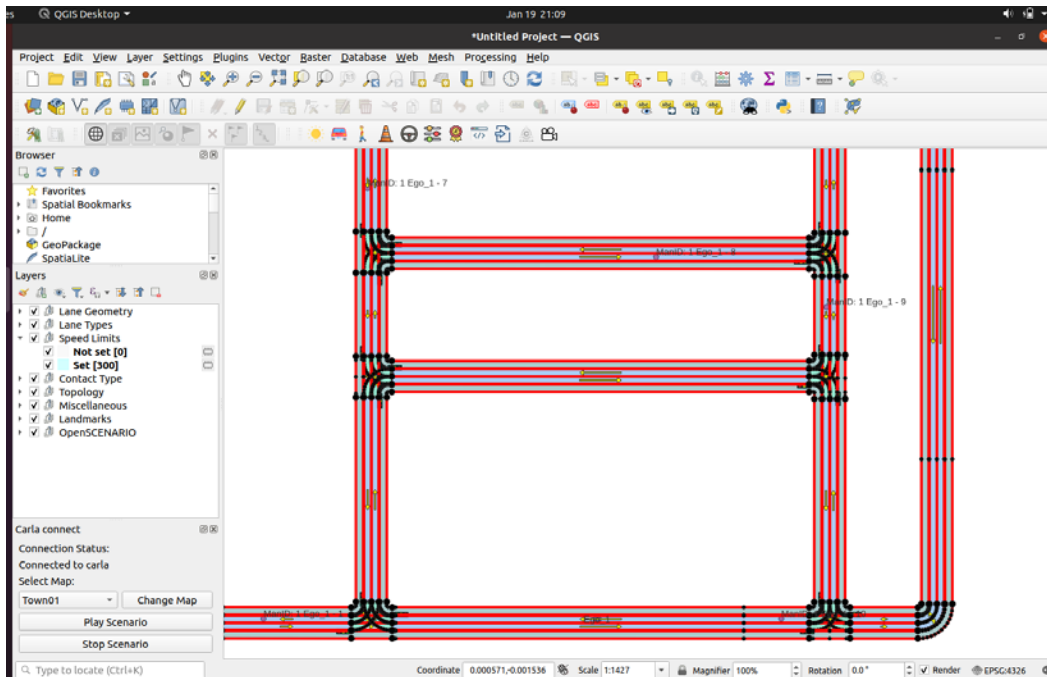 es QGIS Desktop Jan 19 21:09
*Untitled Project — QGIS
Project Edit View Layer Settings Plugins Vector Raster Database Web Mesh Processing Help
Browser
Favorites
Spatial Bookmarks
Home
/
GeoPackage
SpatiaLite
Layers
Lane Geometry
Lane Types
Speed Limits
Not set [0]
Set [300]
Contact Type
Topology
Miscellaneous
Landmarks
OpenSCENARIO
Carla connect
Connection Status:
Connected to carla
Select Map:
Town01 Change Map
Play Scenario
Stop Scenario
ManID: 1 Ego_1 - 7
ManID: 1 Ego_1 - 8
ManID: 1 Ego_1 - 9
ManID: 1 Ego_1 - 1
Ego_1
Type to locate (Ctrl+K) Coordinate 0.000571,-0.001536 Scale 1:1427 Magnifier 100% Rotation 0.0 ° Render EPSG:4326